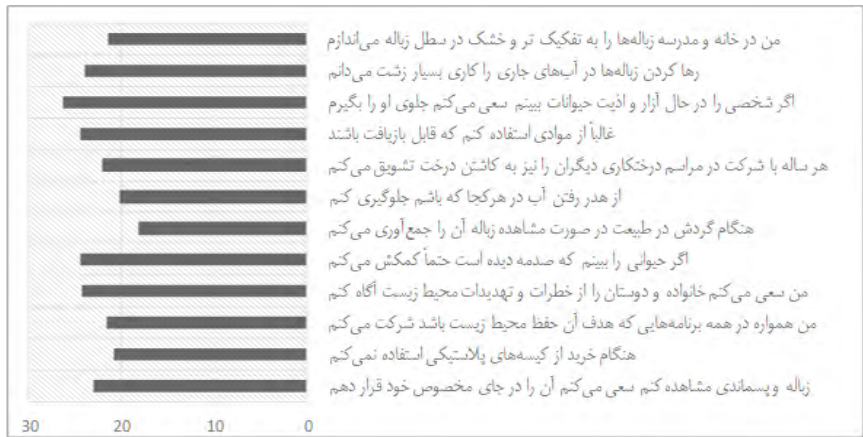 من در خانه و مدرسه زباله‌ها را به تفکیک تر و خشک در سطل زباله می‌اندازم
رها کردن زباله‌ها در آب‌های جاری را کاری بسیار زشت می‌دانم
اگر شخصی را در حال آزار و اذیت حیوانات ببینم سعی می‌کنم جلوی او را بگیرم
غالباً از موادی استفاده کنم که قابل بازیافت باشند
هر ساله با شرکت در مراسم درختکاری دیگران را نیز به کاشتن درخت تشویق می‌کنم
از هدر رفتن آب در هرکجا که باشم جلوگیری کنم
هنگام گردش در طبیعت در صورت مشاهده زباله آن را جمع‌آوری می‌کنم
اگر حیوانی را ببینم که صدمه دیده است حتماً کمکش می‌کنم
من سعی می‌کنم خانواده و دوستان را از خطرات و تهدیدات محیط زیست آگاه کنم
من همواره در همه برنامه‌هایی که هدف آن حفظ محیط زیست باشد شرکت می‌کنم
هنگام خرید از کیسه‌های پلاستیکی استفاده نمی‌کنم
زباله و پسماندی مشاهده کنم سعی می‌کنم آن را در جای مخصوص خود قرار دهم
30 20 10 0